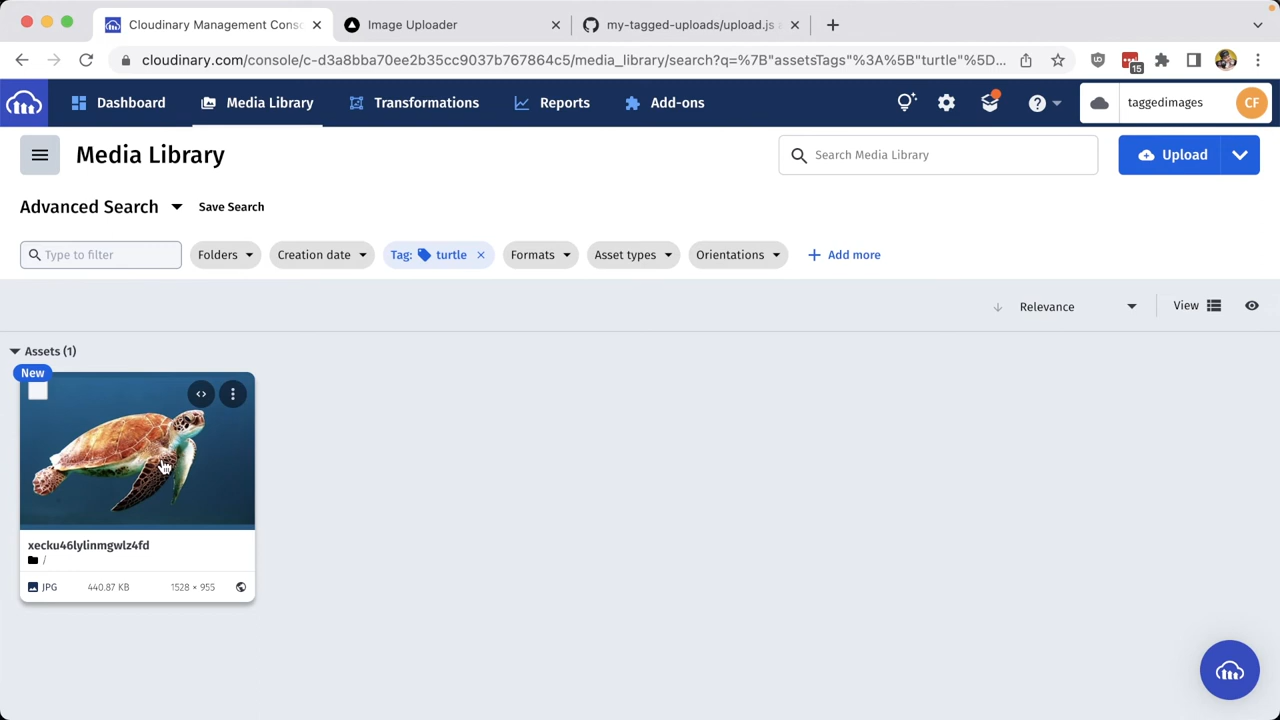 Cloudinary Management Conso
Image Uploader
my-tagged-uploads/upload.js a
cloudinary.com/console/c-d3a8bba70ee2b35cc9037b767864c5/media_library/search?q=%7B"assetsTags"%3A%5B"turtle"%5D...
15
Dashboard
Media Library
Transformations
Reports
Add-ons
taggedimages
CF
Media Library
Search Media Library
Upload
Advanced Search
Save Search
Type to filter
Folders
Creation date
Tag: turtle
Formats
Asset types
Orientations
Add more
Relevance
View
Assets (1)
New
xecku46lylinmgwlz4fd
/
JPG
440.87 KB
1528 × 955